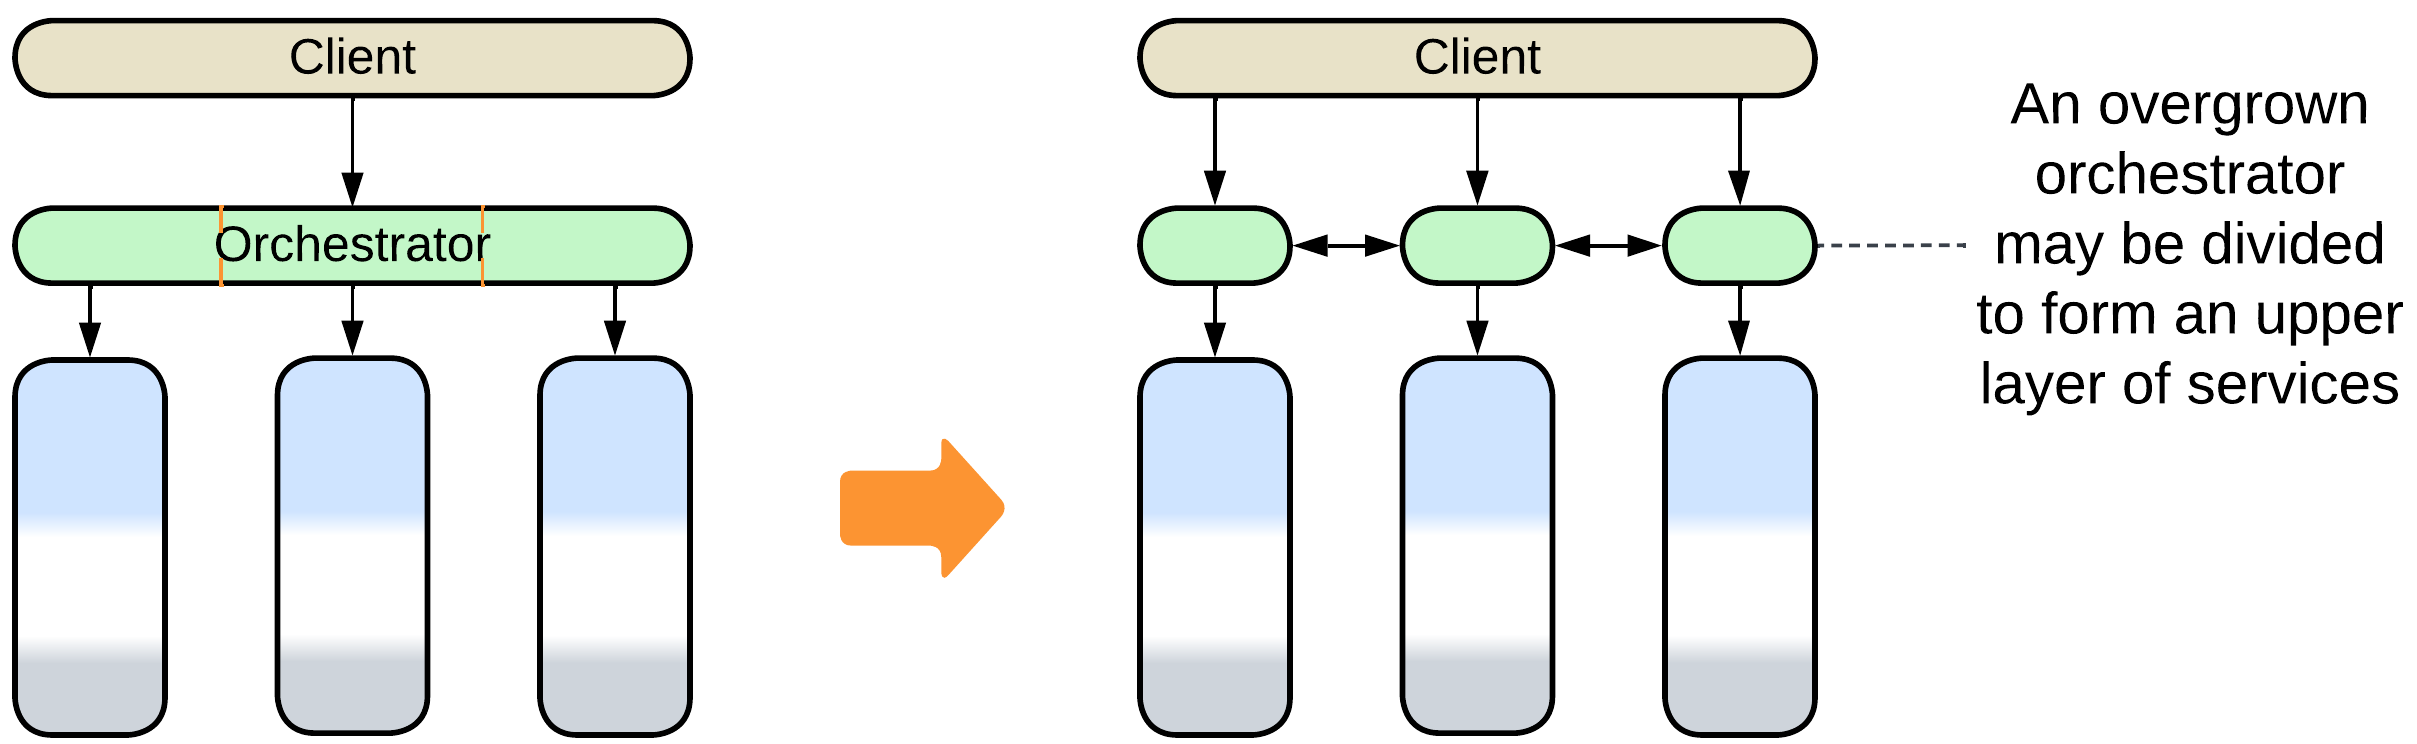 Client
Orchestrator
Client
An overgrown
orchestrator
may be divided
to form an upper
layer of services